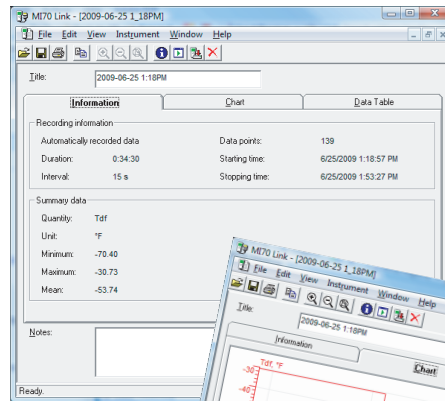 MI70 Link - [2009-06-25 1_18PM]
File Edit View Instrument Window Help
Title: 2009-06-25 1:18PM
Information Chart Data Table
Recording information
Automatically recorded data Data points: 139
Duration: 0:34:30 Starting time: 6/25/2009 1:18:57 PM
Interval: 15 s Stopping time: 6/25/2009 1:53:27 PM
Summary data
Quantity: Tdf
Unit: °F
Minimum: -70.40
Maximum: -30.73
Mean: -53.74
Notes:
Ready.
MI70 Link - [2009-06-25 1_18PM]
File Edit View Instrument Window Help
Title: 2009-06-25 1:18PM
Information Chart
Tdf, °F
-30
-40